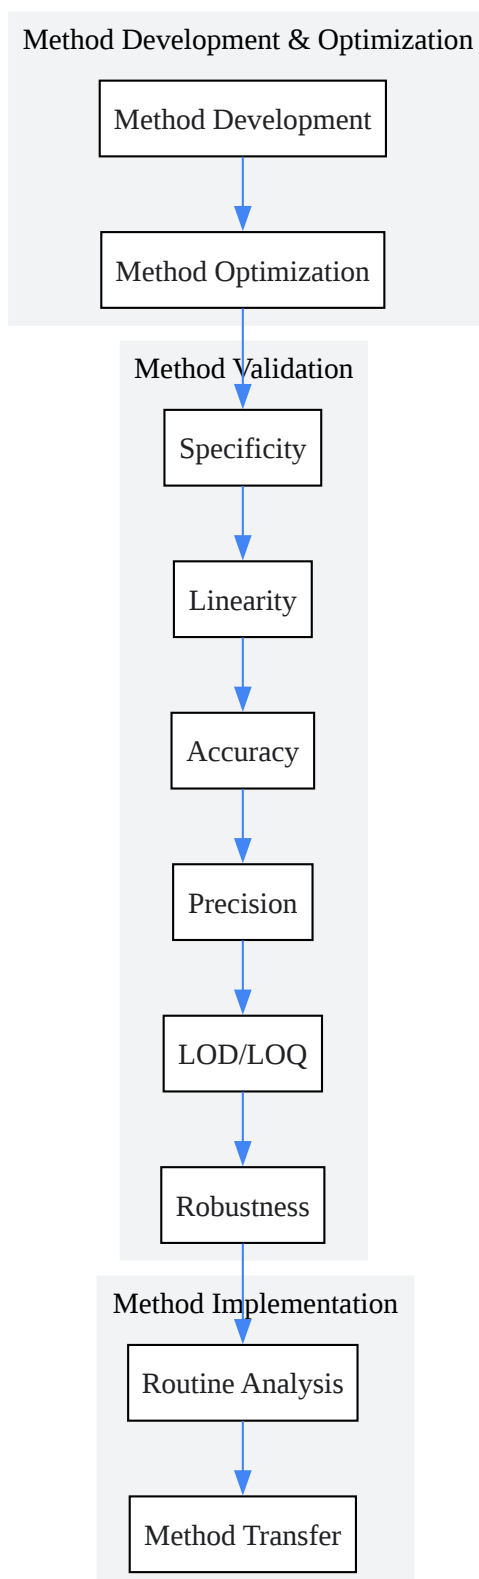 Method Development & Optimization
Method Development
Method Optimization
Method Validation
Specificity
Linearity
Accuracy
Precision
LOD/LOQ
Robustness
Method Implementation
Routine Analysis
Method Transfer